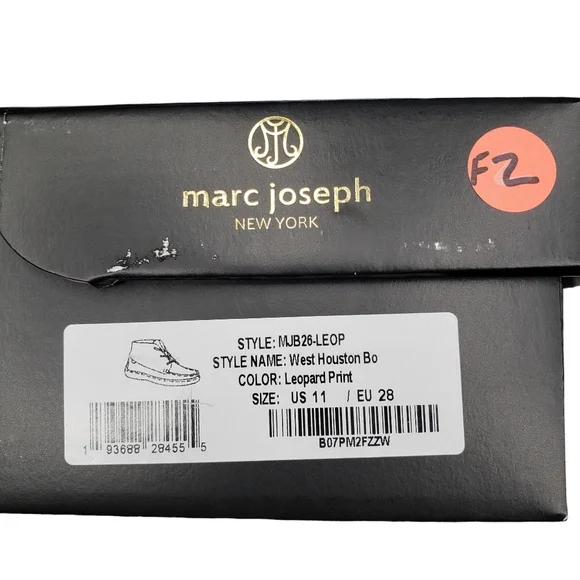 marc joseph
NEW YORK
FZ
STYLE: MJB26-LEOP
STYLE NAME: West Houston Bo
COLOR: Leopard Print
SIZE: US 11 / EU 28
1 93688 28455 5
B07PM2FZZW